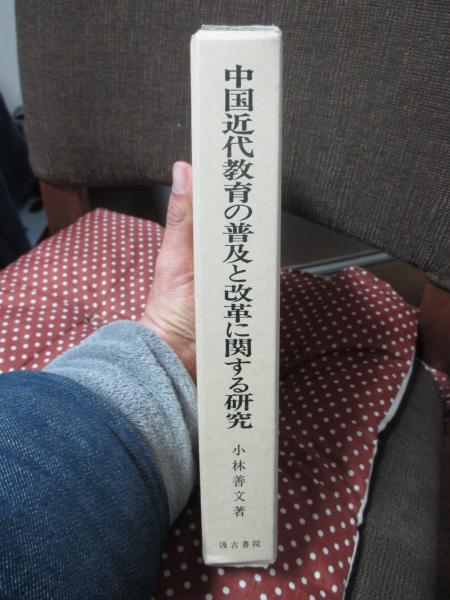 中国近代教育の普及と改革に関する研究
小林善文著
汲古書院